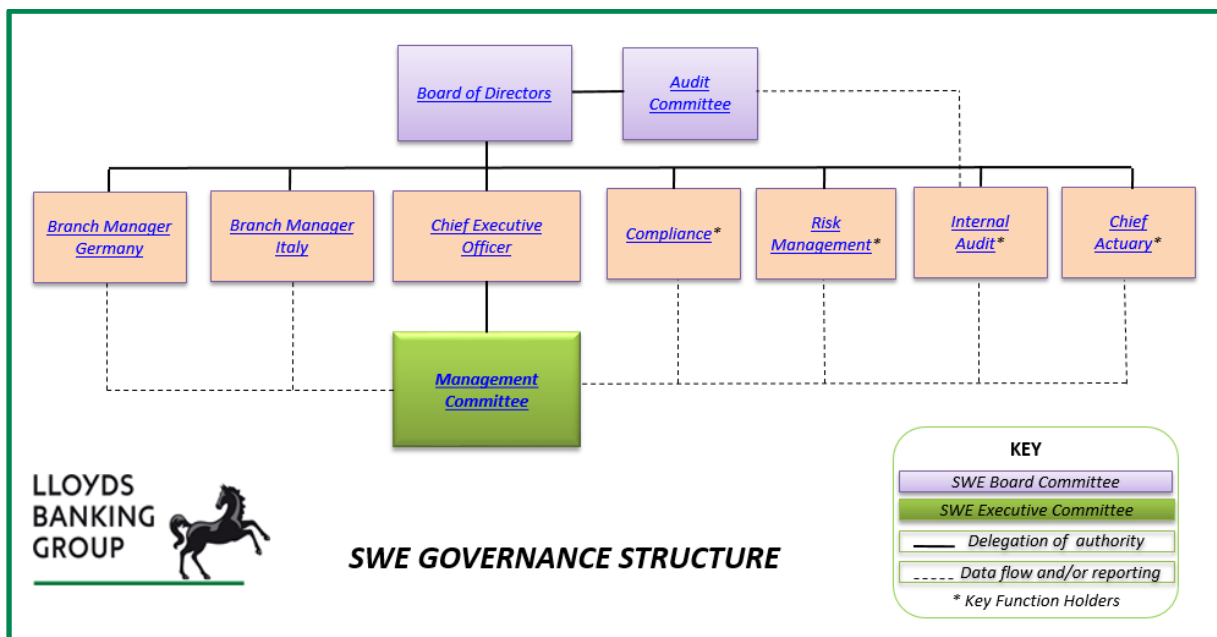 Board of Directors
Audit
Committee
Branch Manager
Germany
Branch Manager
Italy
Chief Executive
Officer
Compliance*
Risk
Management*
Internal
Audit*
Chief
Actuary*
Management
Committee
KEY
SWE Board Committee
SWE Executive Committee
Delegation of authority
Data flow and/or reporting
* Key Function Holders
LLOYDS
BANKING
GROUP
SWE GOVERNANCE STRUCTURE